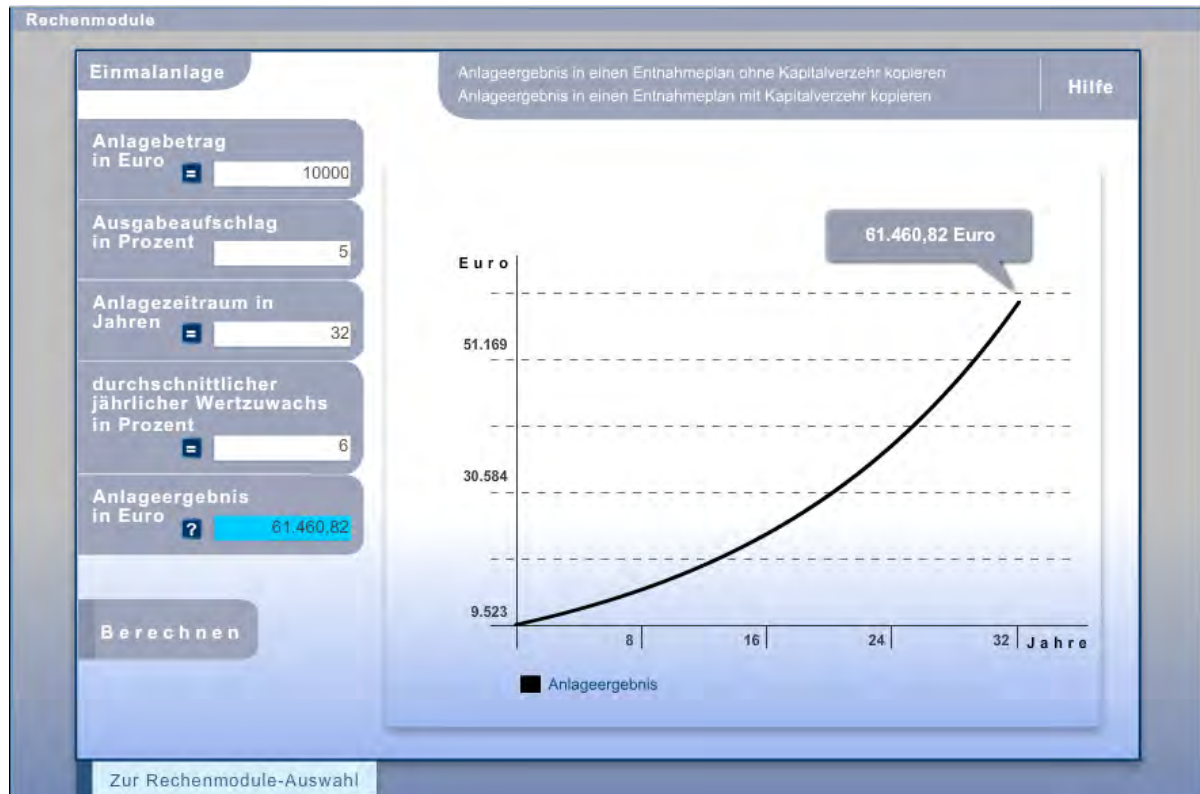 Rechenmodule
Einmalanlage
Anlageergebnis in einen Entnahmeplan ohne Kapitalverzehr kopieren
Anlageergebnis in einen Entnahmeplan mit Kapitalverzehr kopieren
Hilfe
Anlagebetrag
in Euro
= 10000
Ausgabeaufschlag
in Prozent
5
Anlagezeitraum in
Jahren
= 32
durchschnittlicher
jährlicher Wertzuwachs
in Prozent
= 6
Anlageergebnis
in Euro
? 61.460,82
Berechnen
61.460,82 Euro
Euro
51.169
30.584
9.523
8 16 24 32 Jahre
Anlageergebnis
Zur Rechenmodule-Auswahl